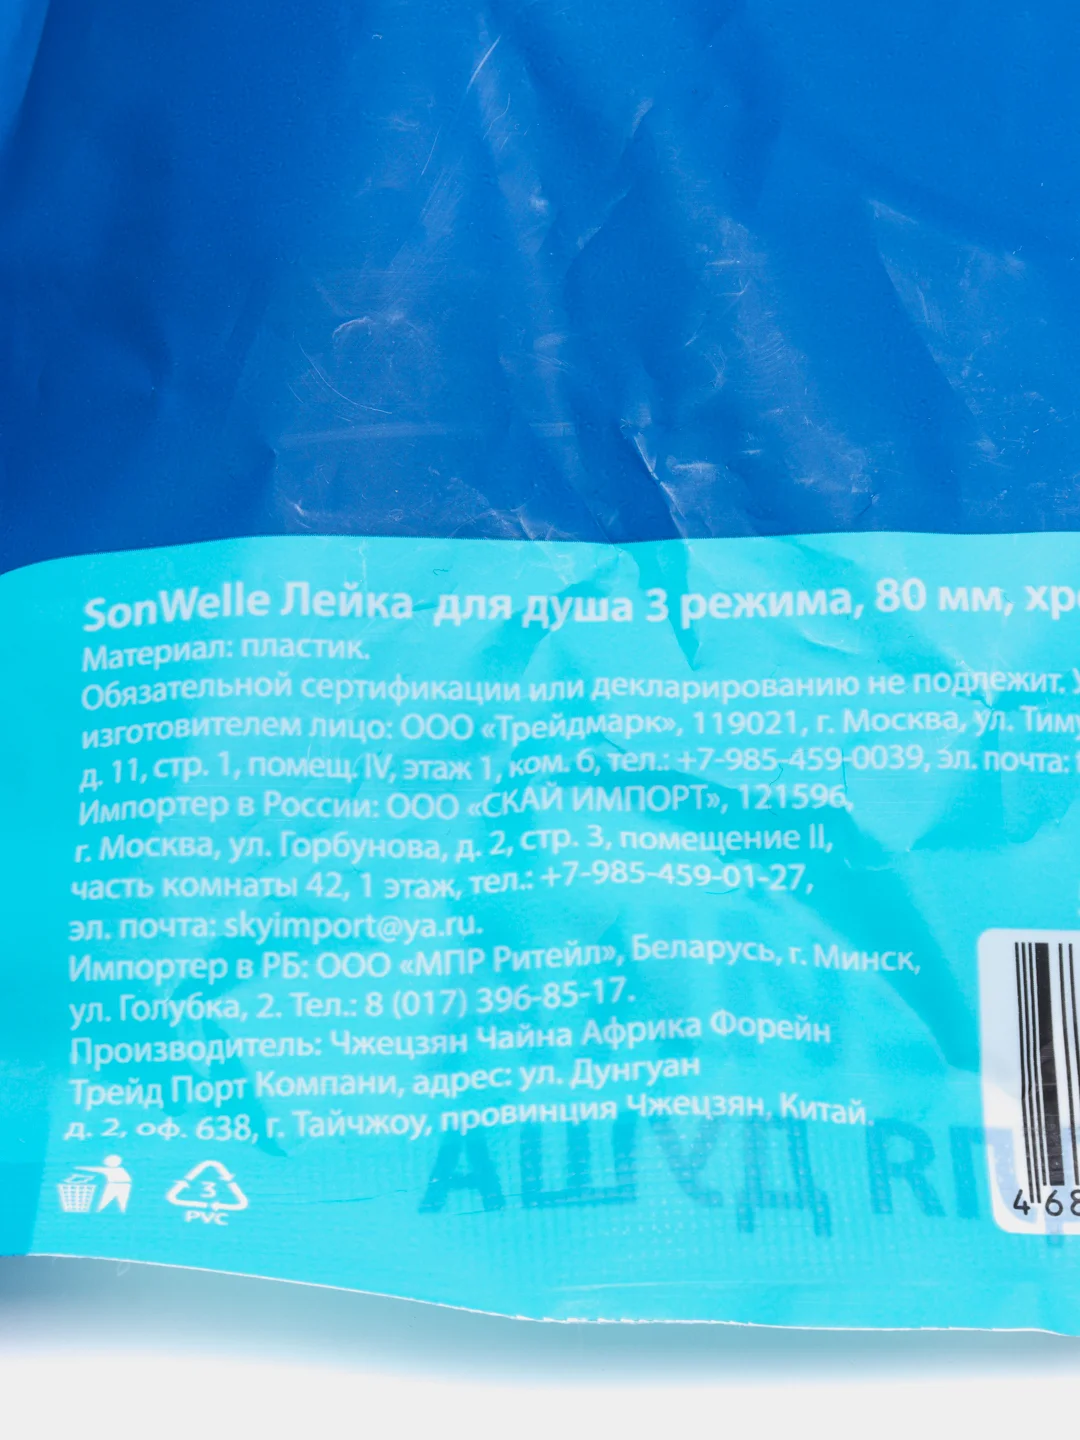 SonWelle Лейка для душа 3 режима, 80 мм, хр
Материал: пластик.
Обязательной сертификации или декларированию не подлежит. У
изготовителем лицо: ООО «Трейдмарк», 119021, г. Москва, ул. Тиму
д. 11, стр. 1, помещ. IV, этаж 1, ком. 6, тел.: +7-985-459-0039, эл. почта:
Импортер в России: ООО «СКАЙ ИМПОРТ», 121596,
г. Москва, ул. Горбунова, д. 2, стр. 3, помещение II,
часть комнаты 42, 1 этаж, тел.: +7-985-459-01-27,
эл. почта: skyimport@ya.ru.
Импортер в РБ: ООО «МПР Ритейл», Беларусь, г. Минск,
ул. Голубка, 2. Тел.: 8 (017) 396-85-17.
Производитель: Чжецзян Чайна Африка Форейн
Трейд Порт Компани, адрес: ул. Дунгуан
д. 2, оф. 638, г. Тайчжоу, провинция Чжецзян, Китай.
3
PVC
468